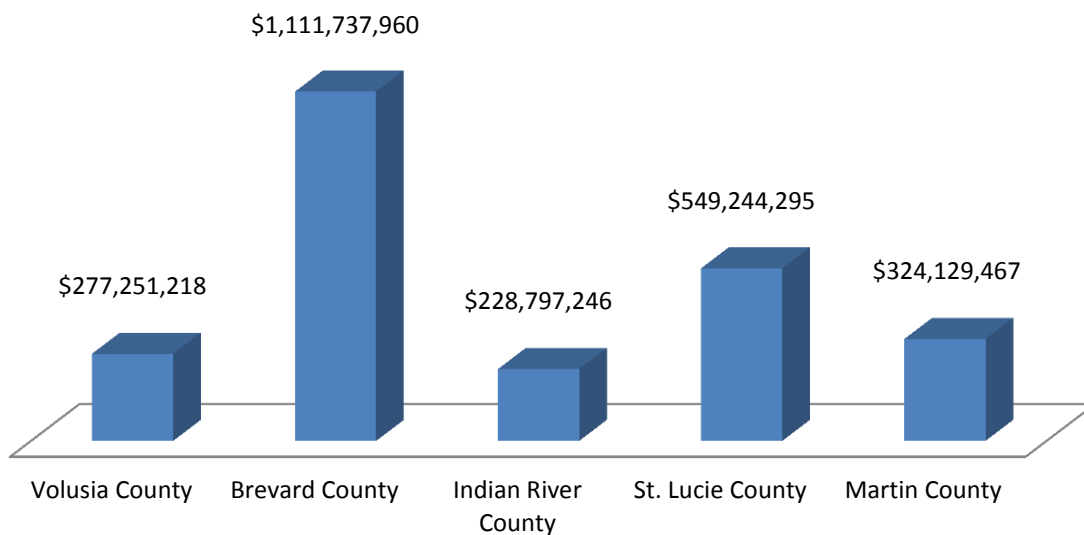 $1,111,737,960
$549,244,295
$324,129,467
$277,251,218
$228,797,246
Volusia County
Brevard County
Indian River
County
St. Lucie County
Martin County